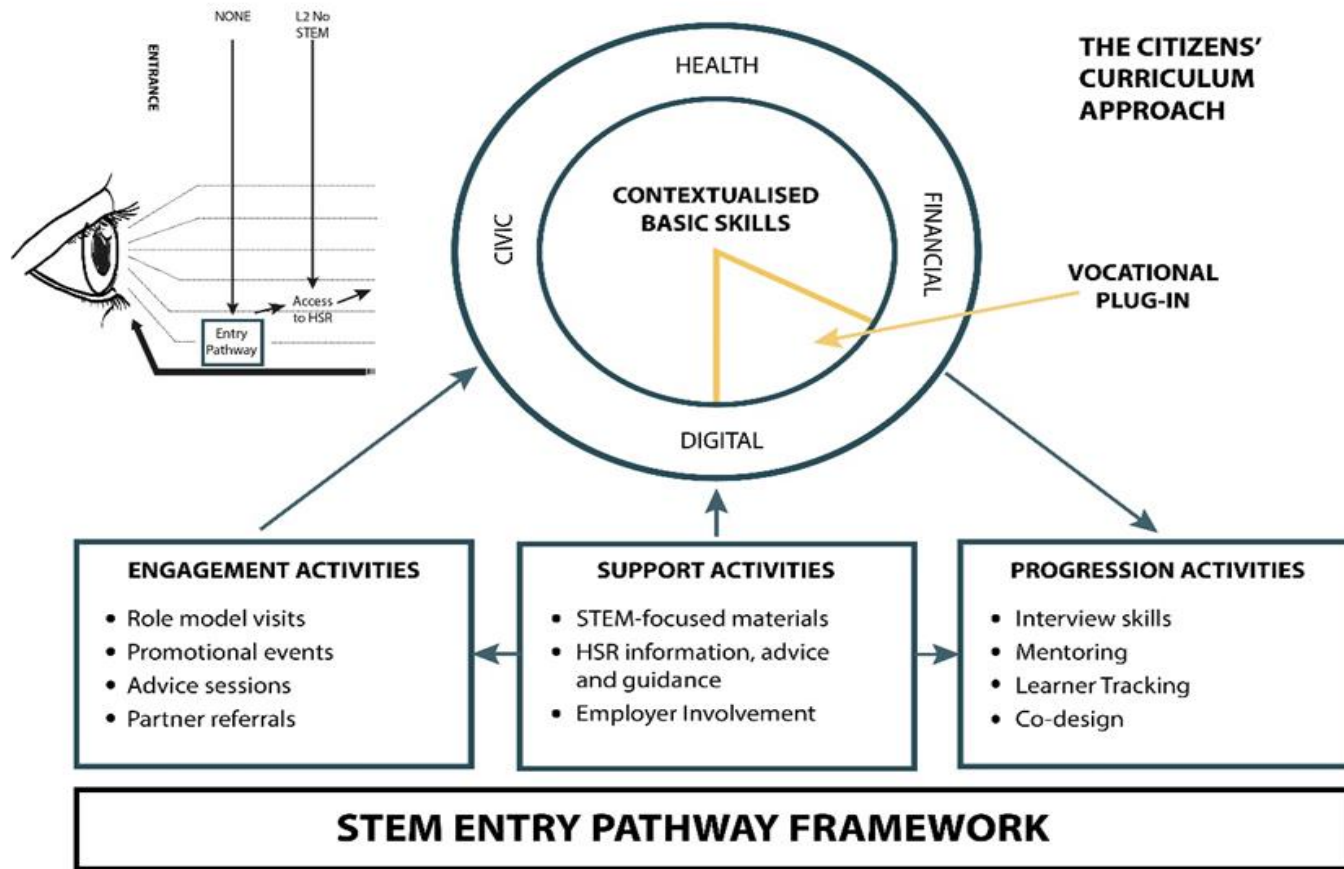 NONE
L2 No
STEM
ENTRANCE
Access
to HSR
Entry
Pathway
HEALTH
CIVIC
FINANCIAL
DIGITAL
CONTEXTUALISED
BASIC SKILLS
THE CITIZENS’
CURRICULUM
APPROACH
VOCATIONAL
PLUG-IN
ENGAGEMENT ACTIVITIES
• Role model visits
• Promotional events
• Advice sessions
• Partner referrals
SUPPORT ACTIVITIES
• STEM-focused materials
• HSR information, advice
and guidance
• Employer Involvement
PROGRESSION ACTIVITIES
• Interview skills
• Mentoring
• Learner Tracking
• Co-design
STEM ENTRY PATHWAY FRAMEWORK